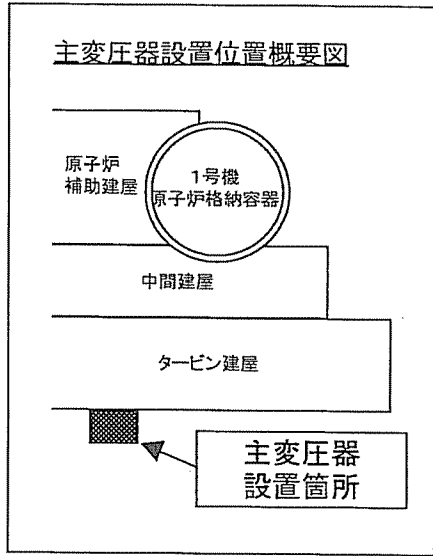 主変圧器設置位置概要図
原子炉
補助建屋
1号機
原子炉格納容器
中間建屋
タービン建屋
主変圧器
設置箇所